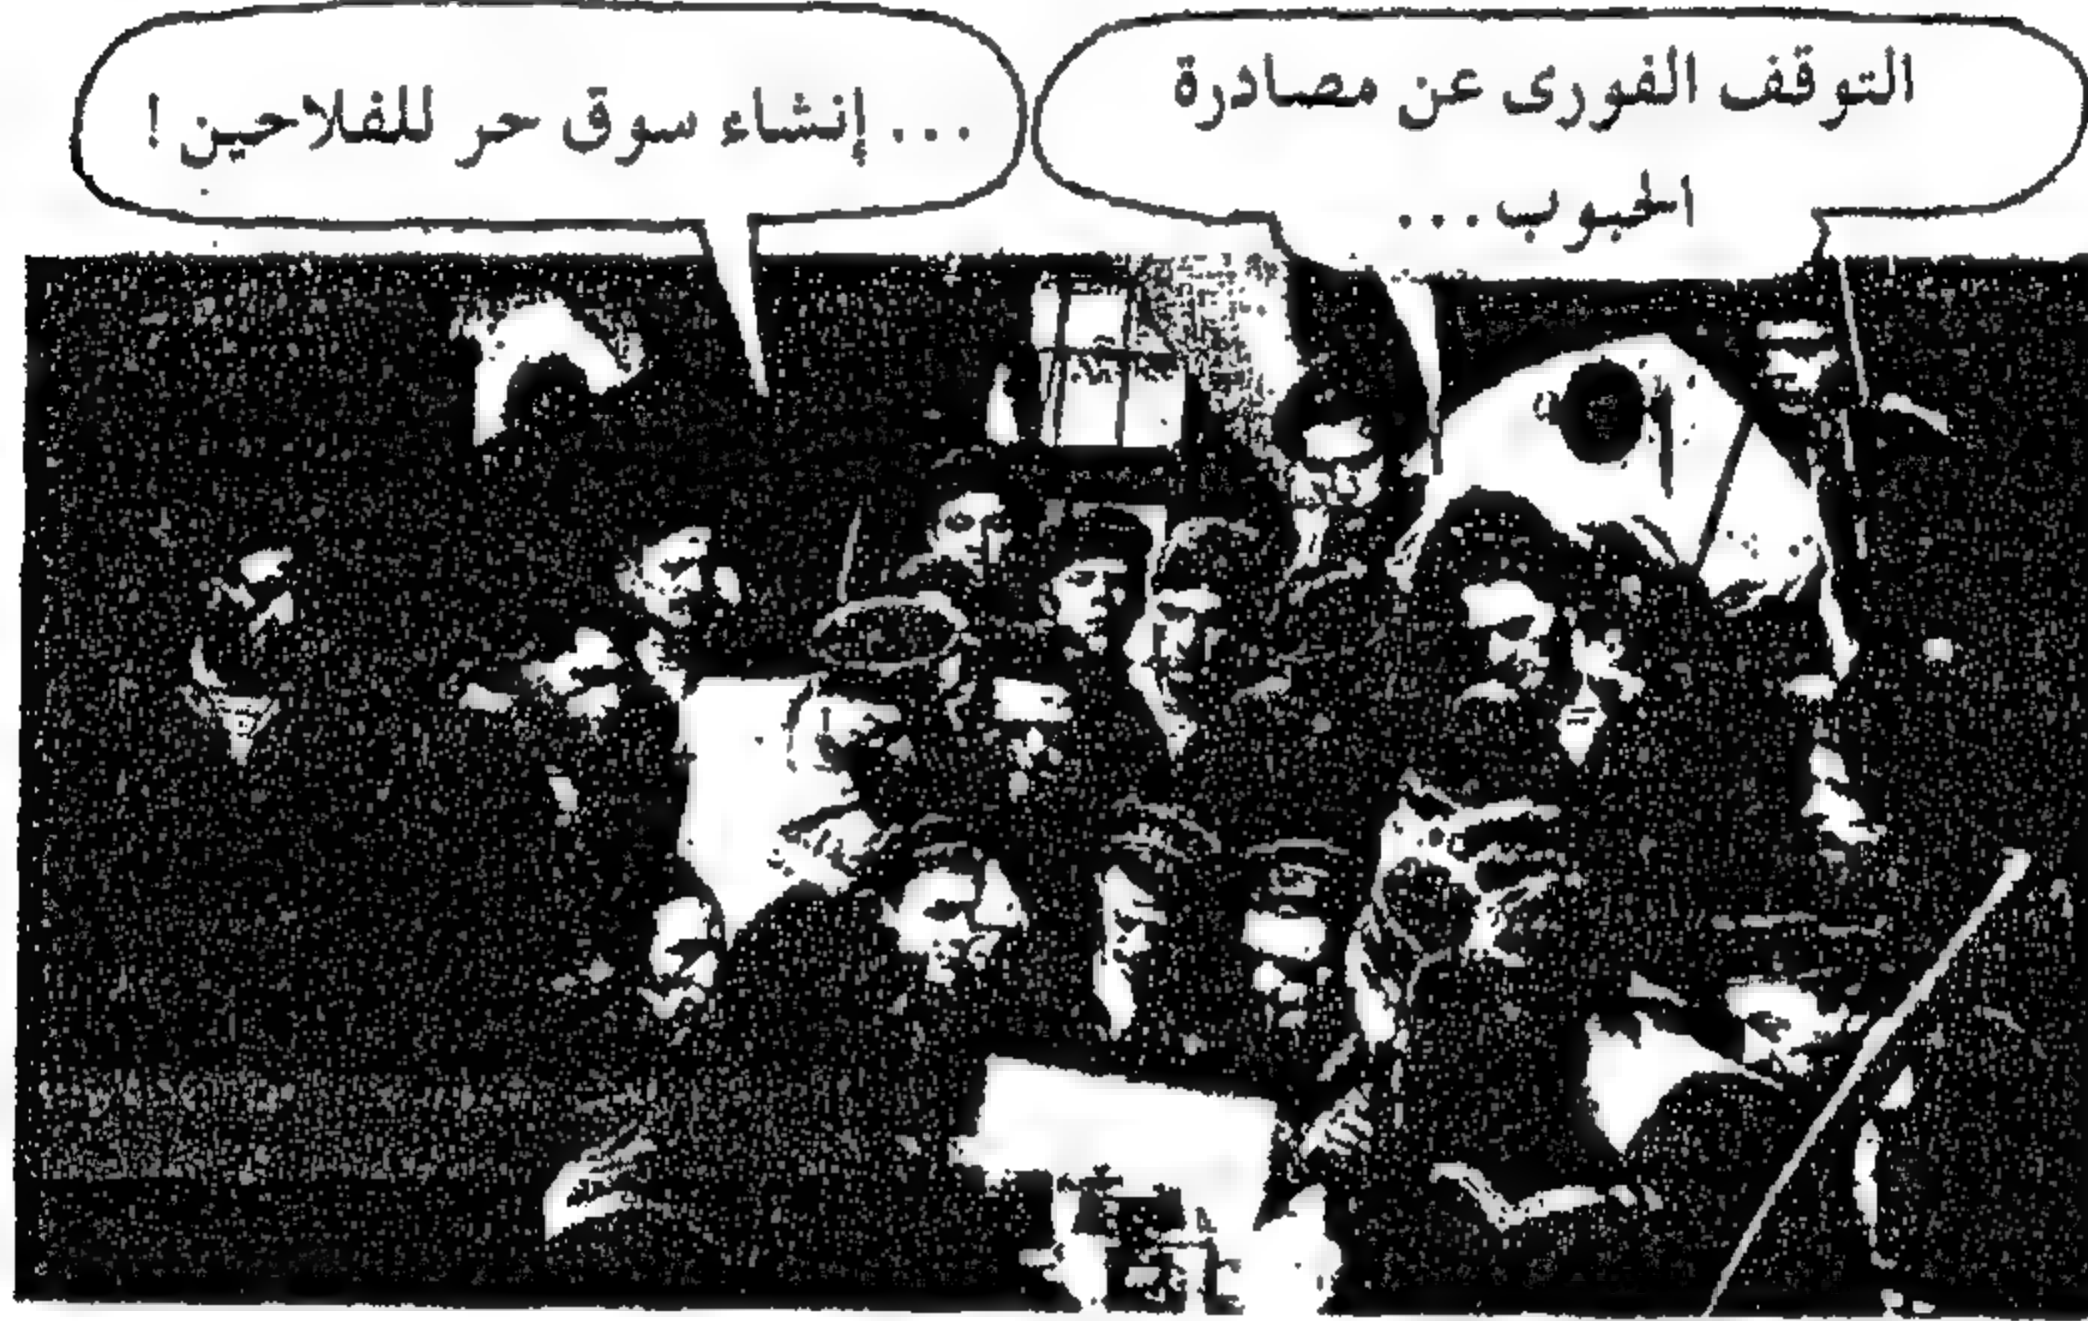 التوقف الفورى عن مصادرة
الحبوب...
... إنشاء سوق حر للفلاحين !